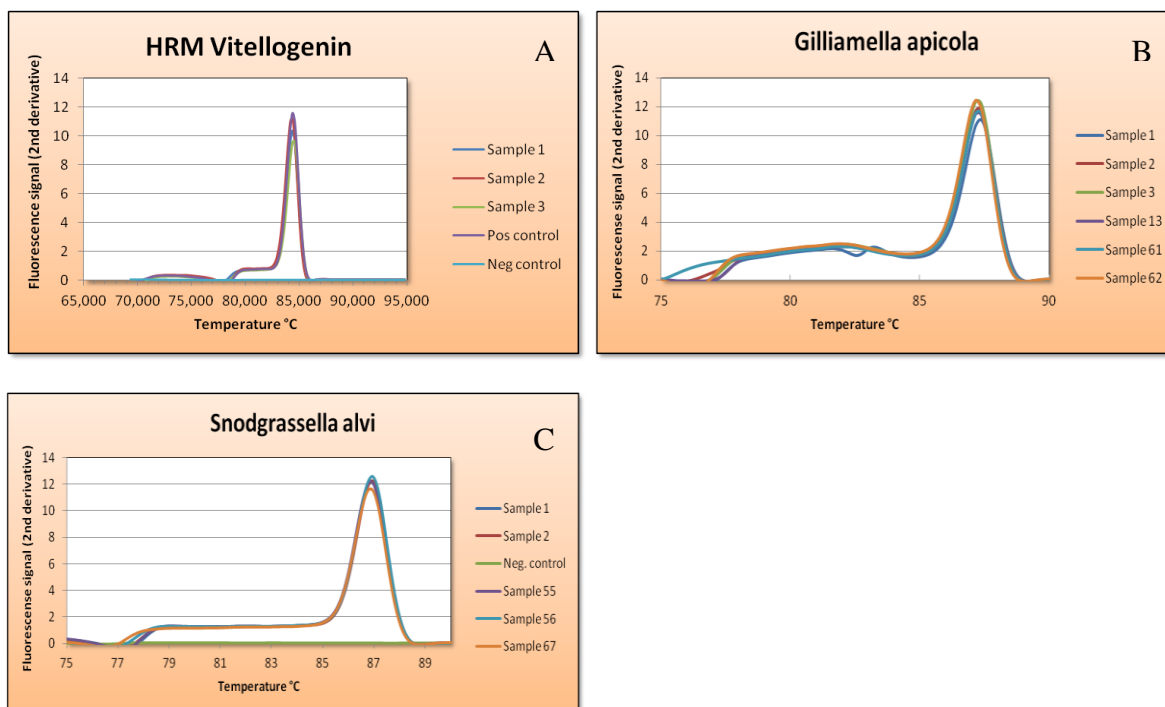 HRM Vitellogenin
A
Fluorescence signal (2nd derivative)
14
12
10
8
6
4
2
0
65,000 70,000 75,000 80,000 85,000 90,000 95,000
Temperature °C
Sample 1
Sample 2
Sample 3
Pos control
Neg control
Gilliamella apicola
B
Fluorescense signal (2nd derivative)
14
12
10
8
6
4
2
0
75 80 85 90
Temperature °C
Sample 1
Sample 2
Sample 3
Sample 13
Sample 61
Sample 62
Snodgrassella alvi
C
Fluorescense signal (2nd derivative)
14
12
10
8
6
4
2
0
75 77 79 81 83 85 87 89
Temperature °C
Sample 1
Sample 2
Neg. control
Sample 55
Sample 56
Sample 67